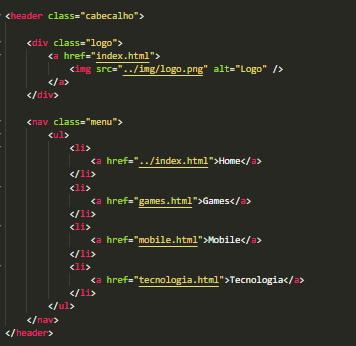 <header class="cabecalho">
<div class="logo">
<a href="index.html">
<img src="../img/logo.png" alt="Logo" />
</a>
</div>
<nav class="menu">
<ul>
<li>
<a href="../index.html">Home</a>
</li>
<li>
<a href="games.html">Games</a>
</li>
<li>
<a href="mobile.html">Mobile</a>
</li>
<li>
<a href="tecnologia.html">Tecnologia</a>
</li>
</ul>
</nav>
</header>